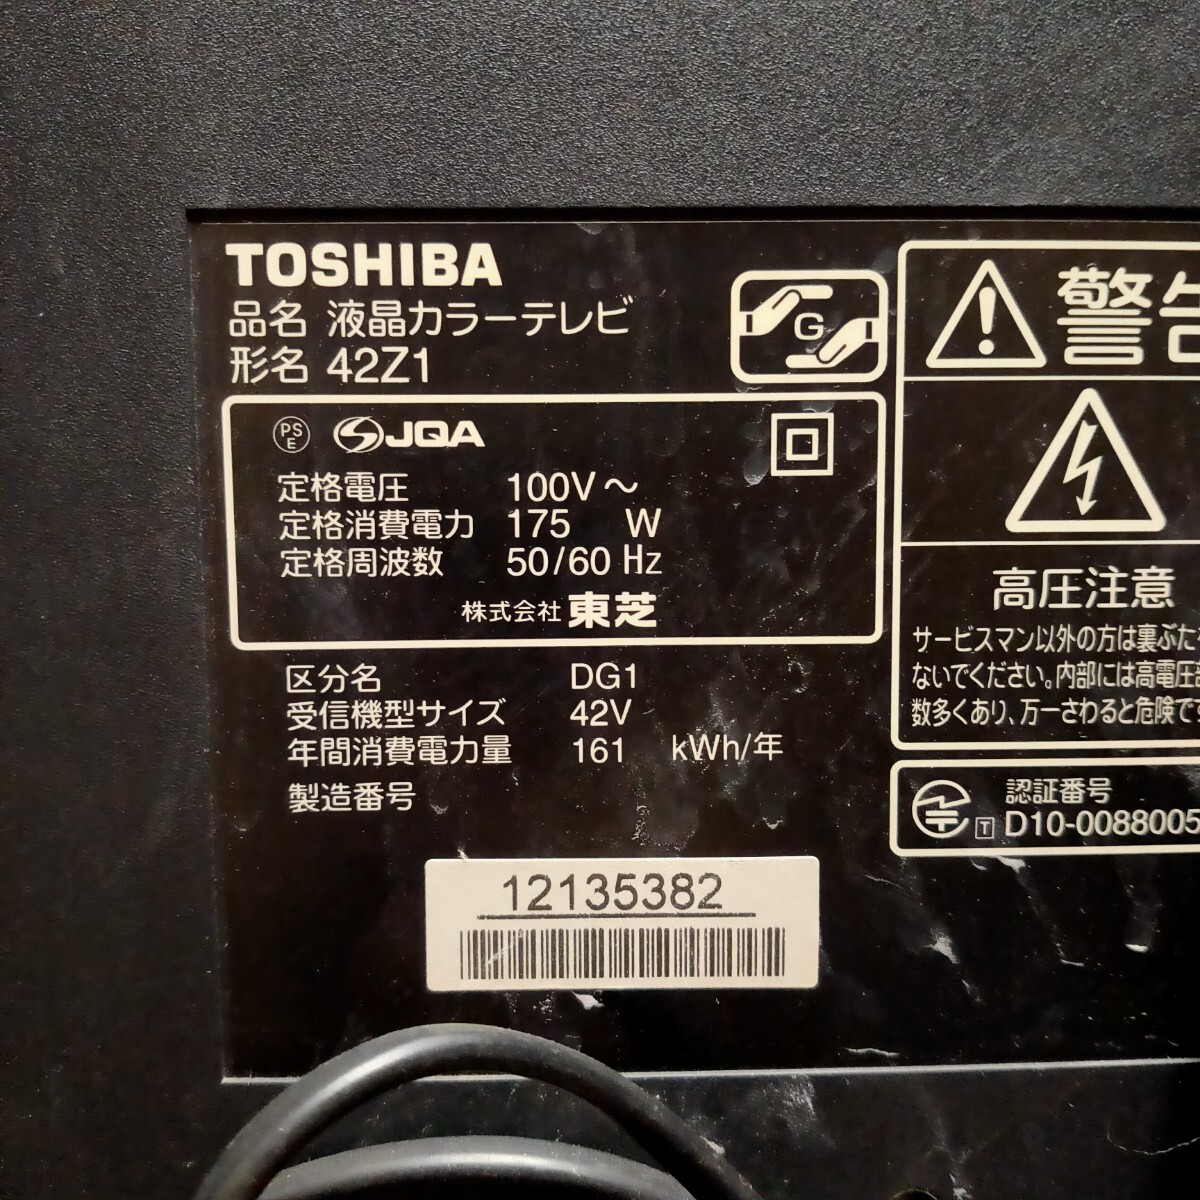 TOSHIBA
品名 液晶カラーテレビ
形名 42Z1
G
PS
E
JQA
定格電圧 100V～
定格消費電力 175 W
定格周波数 50/60 Hz
株式会社 東芝
区分名 DG1
受信機型サイズ 42V
年間消費電力量 161 kWh/年
製造番号
12135382
警告
高圧注意
サービスマン以外の方は裏ぶた
ないでください。内部には高電圧部
数多くあり、万一さわると危険です
認証番号
T D10-0088005